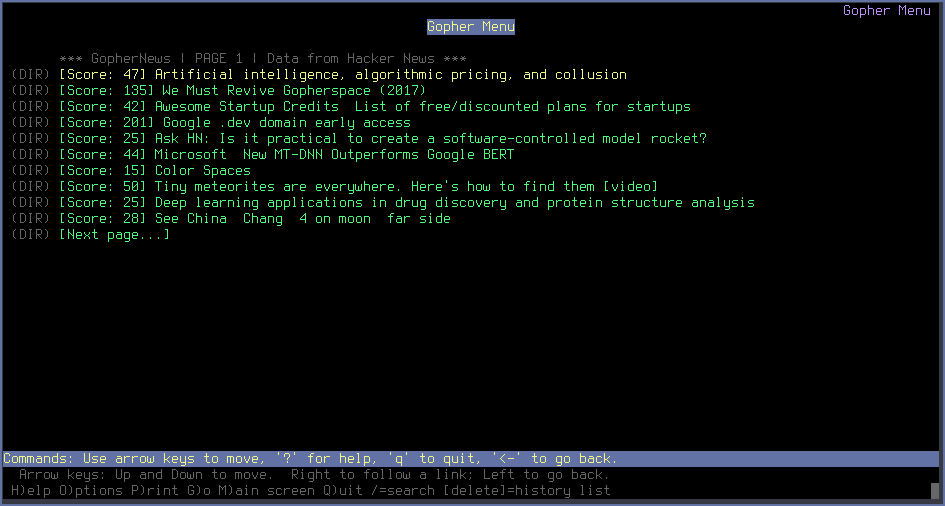 Gopher Menu
Gopher Menu
*** GopherNews | PAGE 1 | Data from Hacker News ***
(DIR) [Score: 47] Artificial intelligence, algorithmic pricing, and collusion
(DIR) [Score: 135] We Must Revive Gopherspace (2017)
(DIR) [Score: 42] Awesome Startup Credits  List of free/discounted plans for startups
(DIR) [Score: 201] Google .dev domain early access
(DIR) [Score: 25] Ask HN: Is it practical to create a software-controlled model rocket?
(DIR) [Score: 44] Microsoft  New MT-DNN Outperforms Google BERT
(DIR) [Score: 15] Color Spaces
(DIR) [Score: 50] Tiny meteorites are everywhere. Here's how to find them [video]
(DIR) [Score: 25] Deep learning applications in drug discovery and protein structure analysis
(DIR) [Score: 28] See China  Chang  4 on moon  far side
(DIR) [Next page...]
Commands: Use arrow keys to move, '?' for help, 'q' to quit, '<-' to go back.
Arrow keys: Up and Down to move.  Right to follow a link; Left to go back.
H)elp O)ptions P)rint G)o M)ain screen Q)uit /=search [delete]=history list